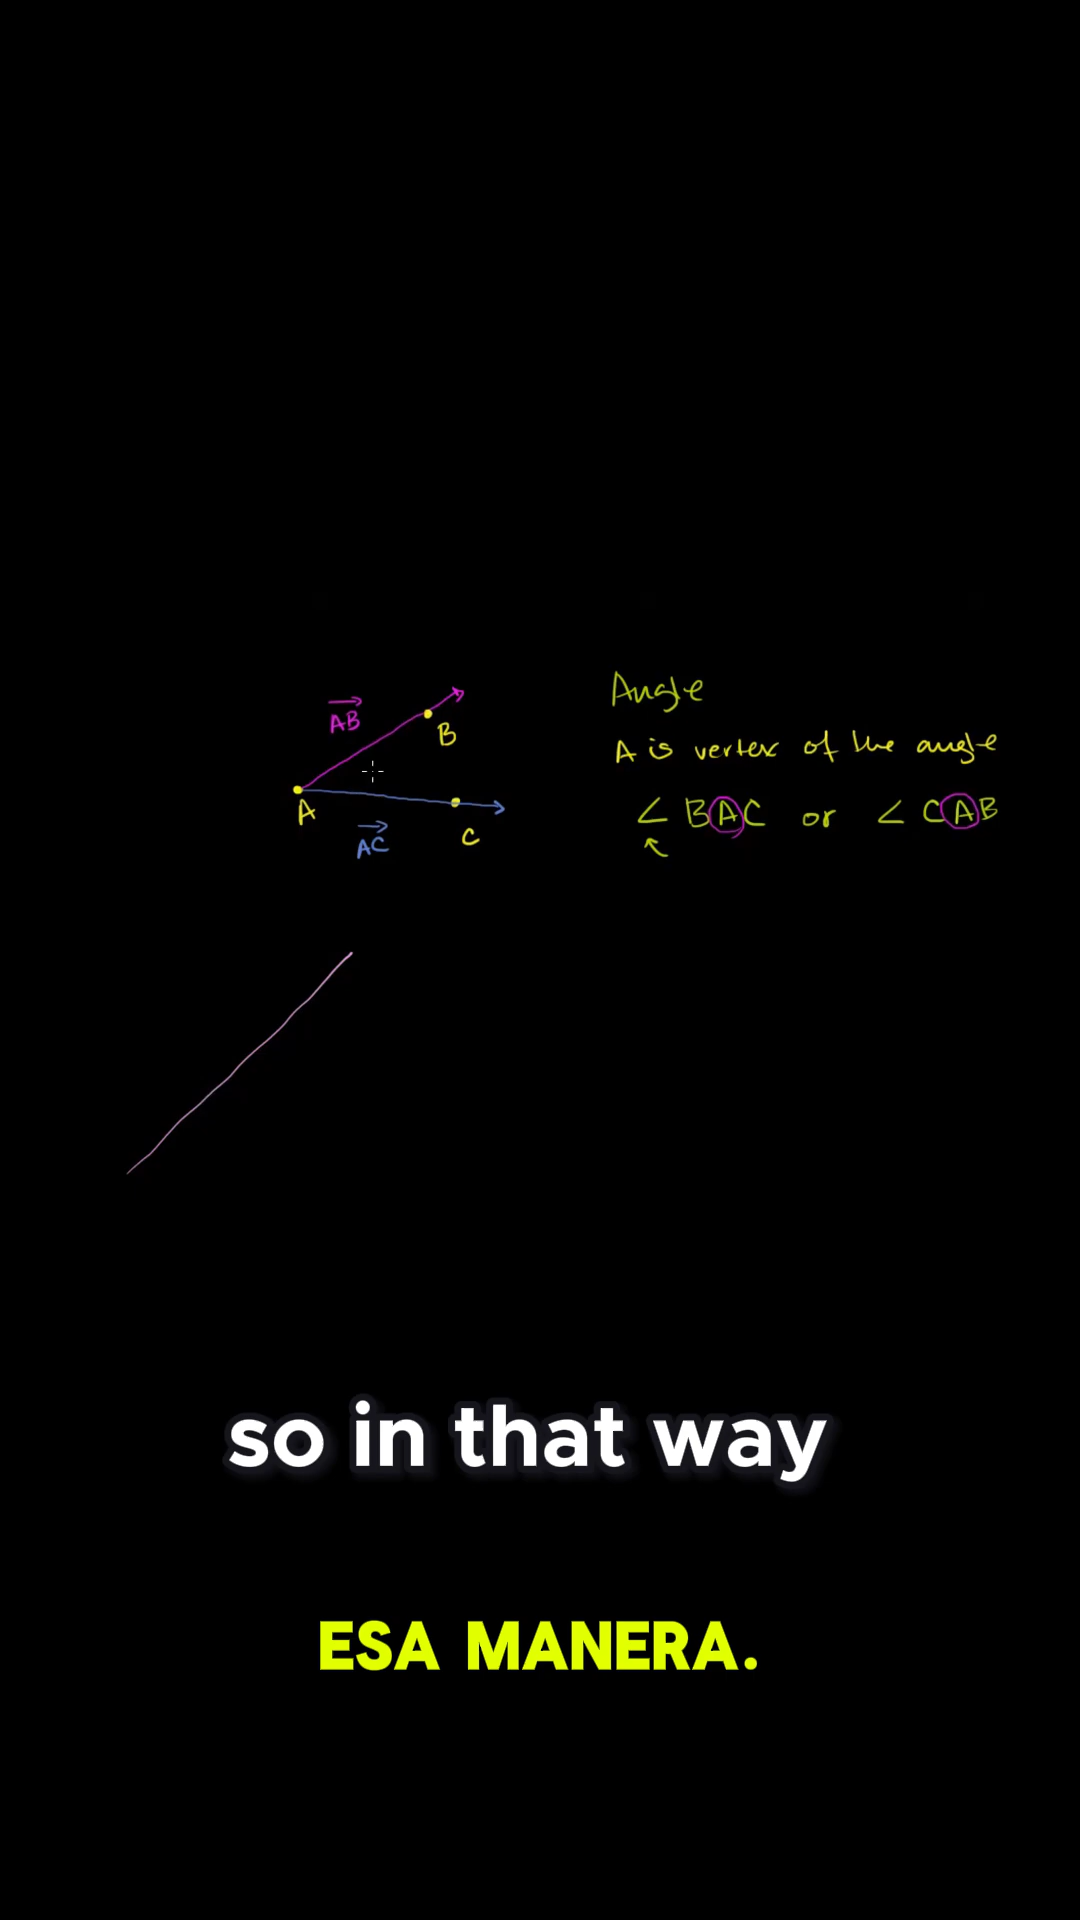 Angle
AB
B
A is vertex of the angle
A
∠ BAC or ∠ CAB
AC
C
so in that way
ESA MANERA.